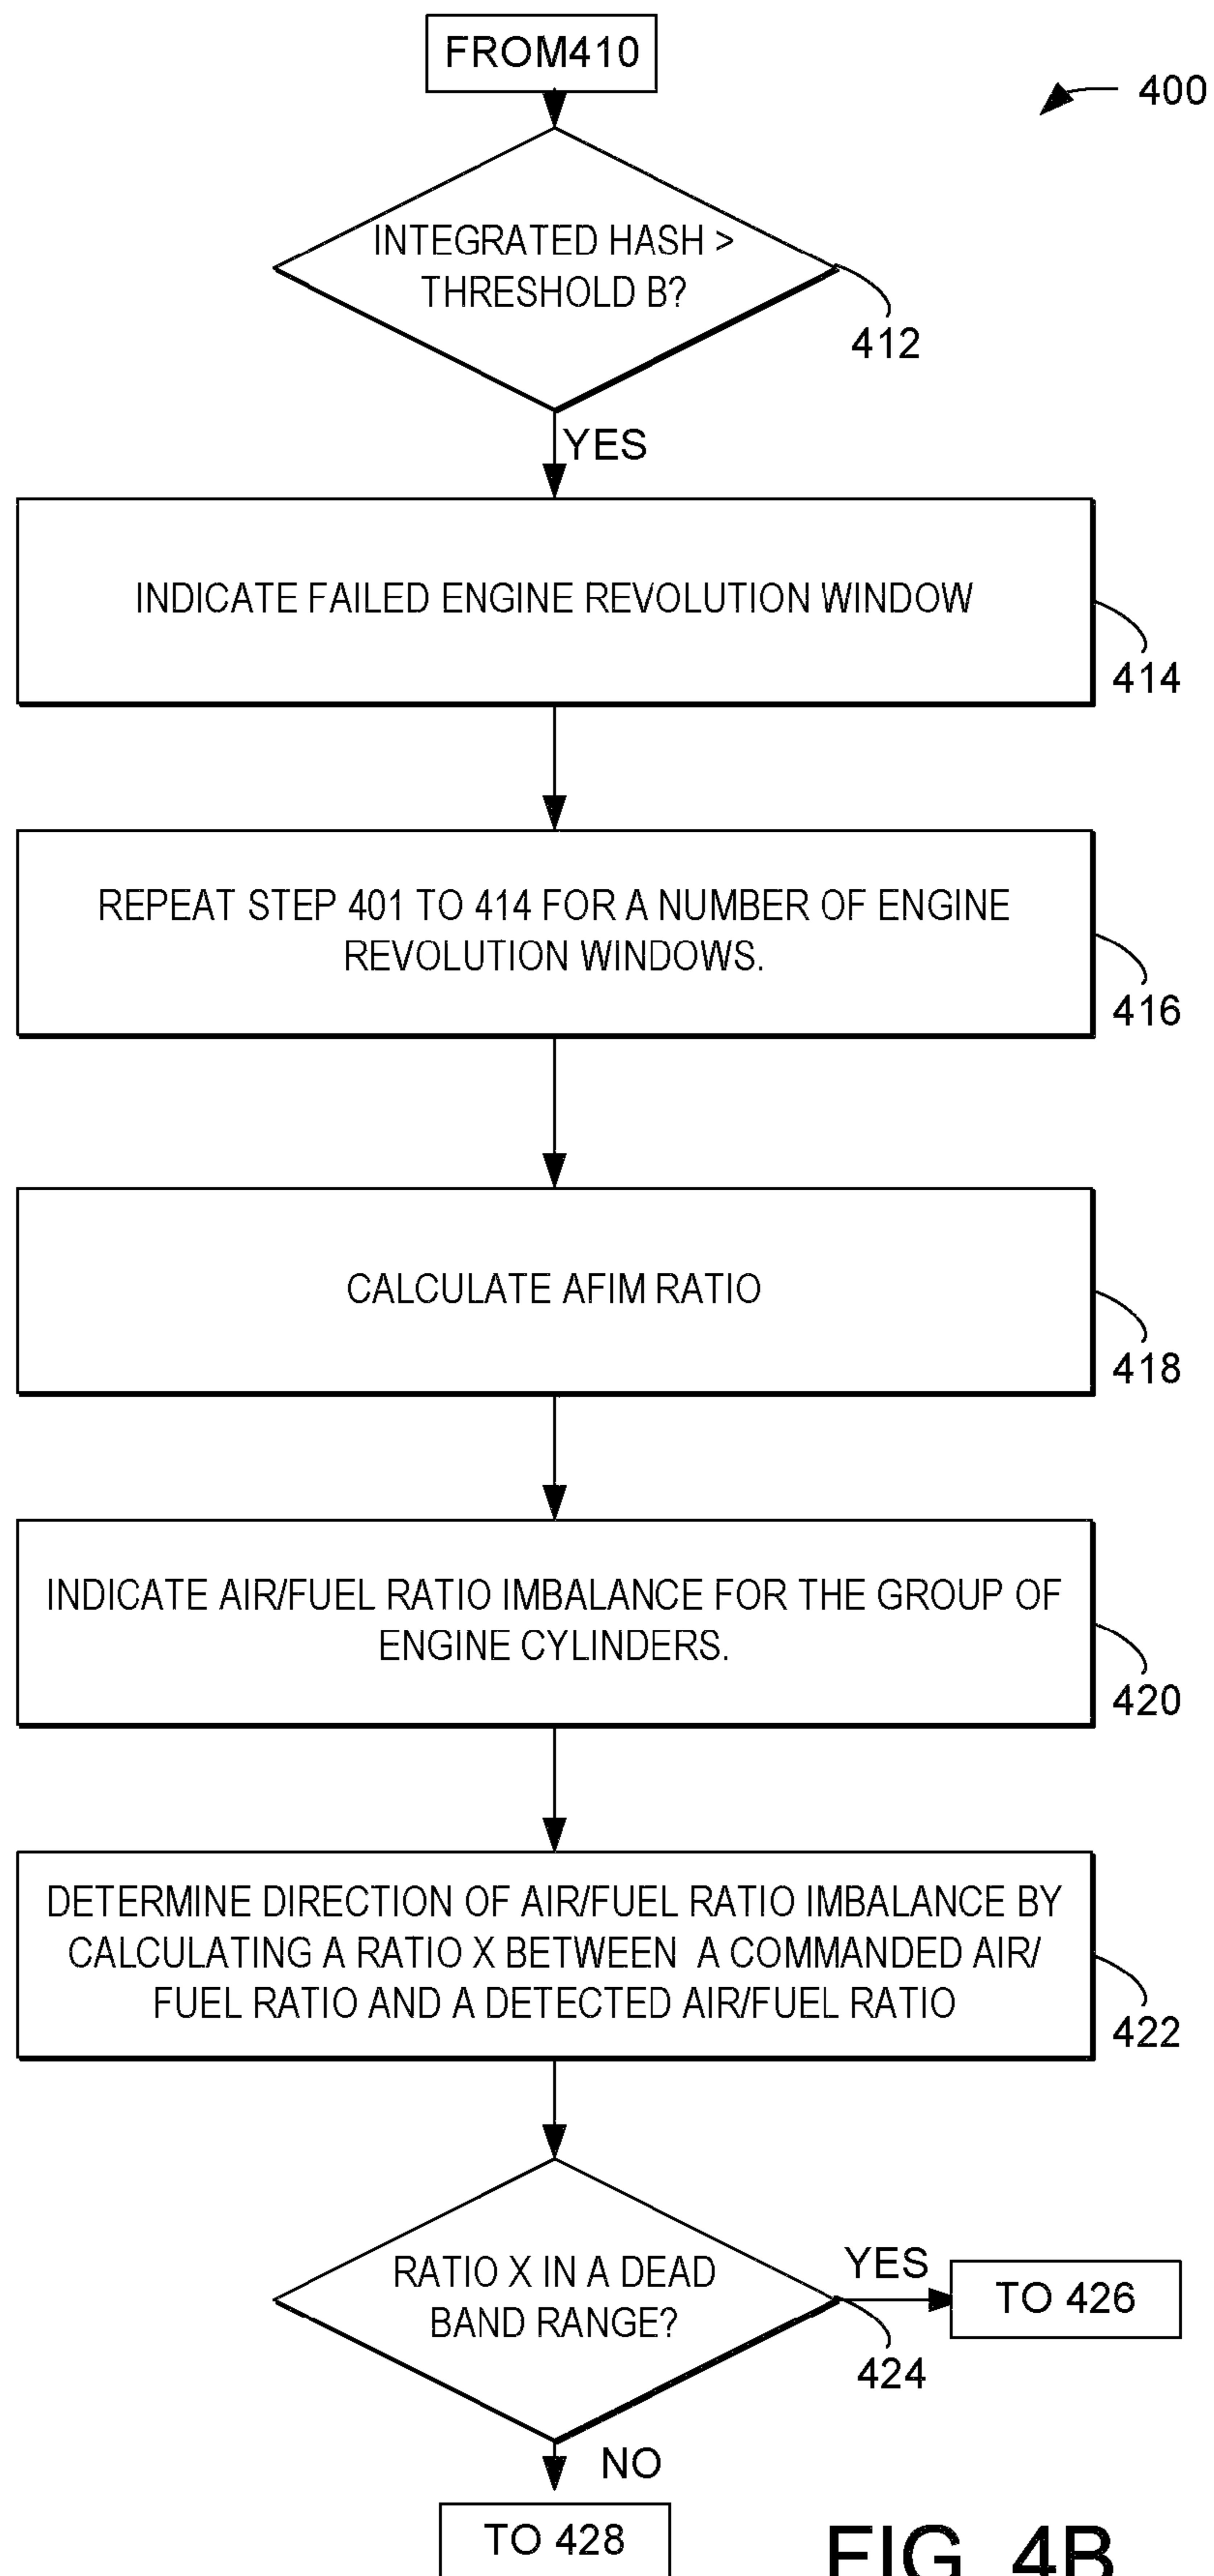 FROM410
400
INTEGRATED HASH >
THRESHOLD B?
412
YES
INDICATE FAILED ENGINE REVOLUTION WINDOW
414
REPEAT STEP 401 TO 414 FOR A NUMBER OF ENGINE
REVOLUTION WINDOWS.
416
CALCULATE AFIM RATIO
418
INDICATE AIR/FUEL RATIO IMBALANCE FOR THE GROUP OF
ENGINE CYLINDERS.
420
DETERMINE DIRECTION OF AIR/FUEL RATIO IMBALANCE BY
CALCULATING A RATIO X BETWEEN A COMMANDED AIR/
FUEL RATIO AND A DETECTED AIR/FUEL RATIO
422
RATIO X IN A DEAD
BAND RANGE?
YES
TO 426
424
NO
TO 428
FIG. 4B